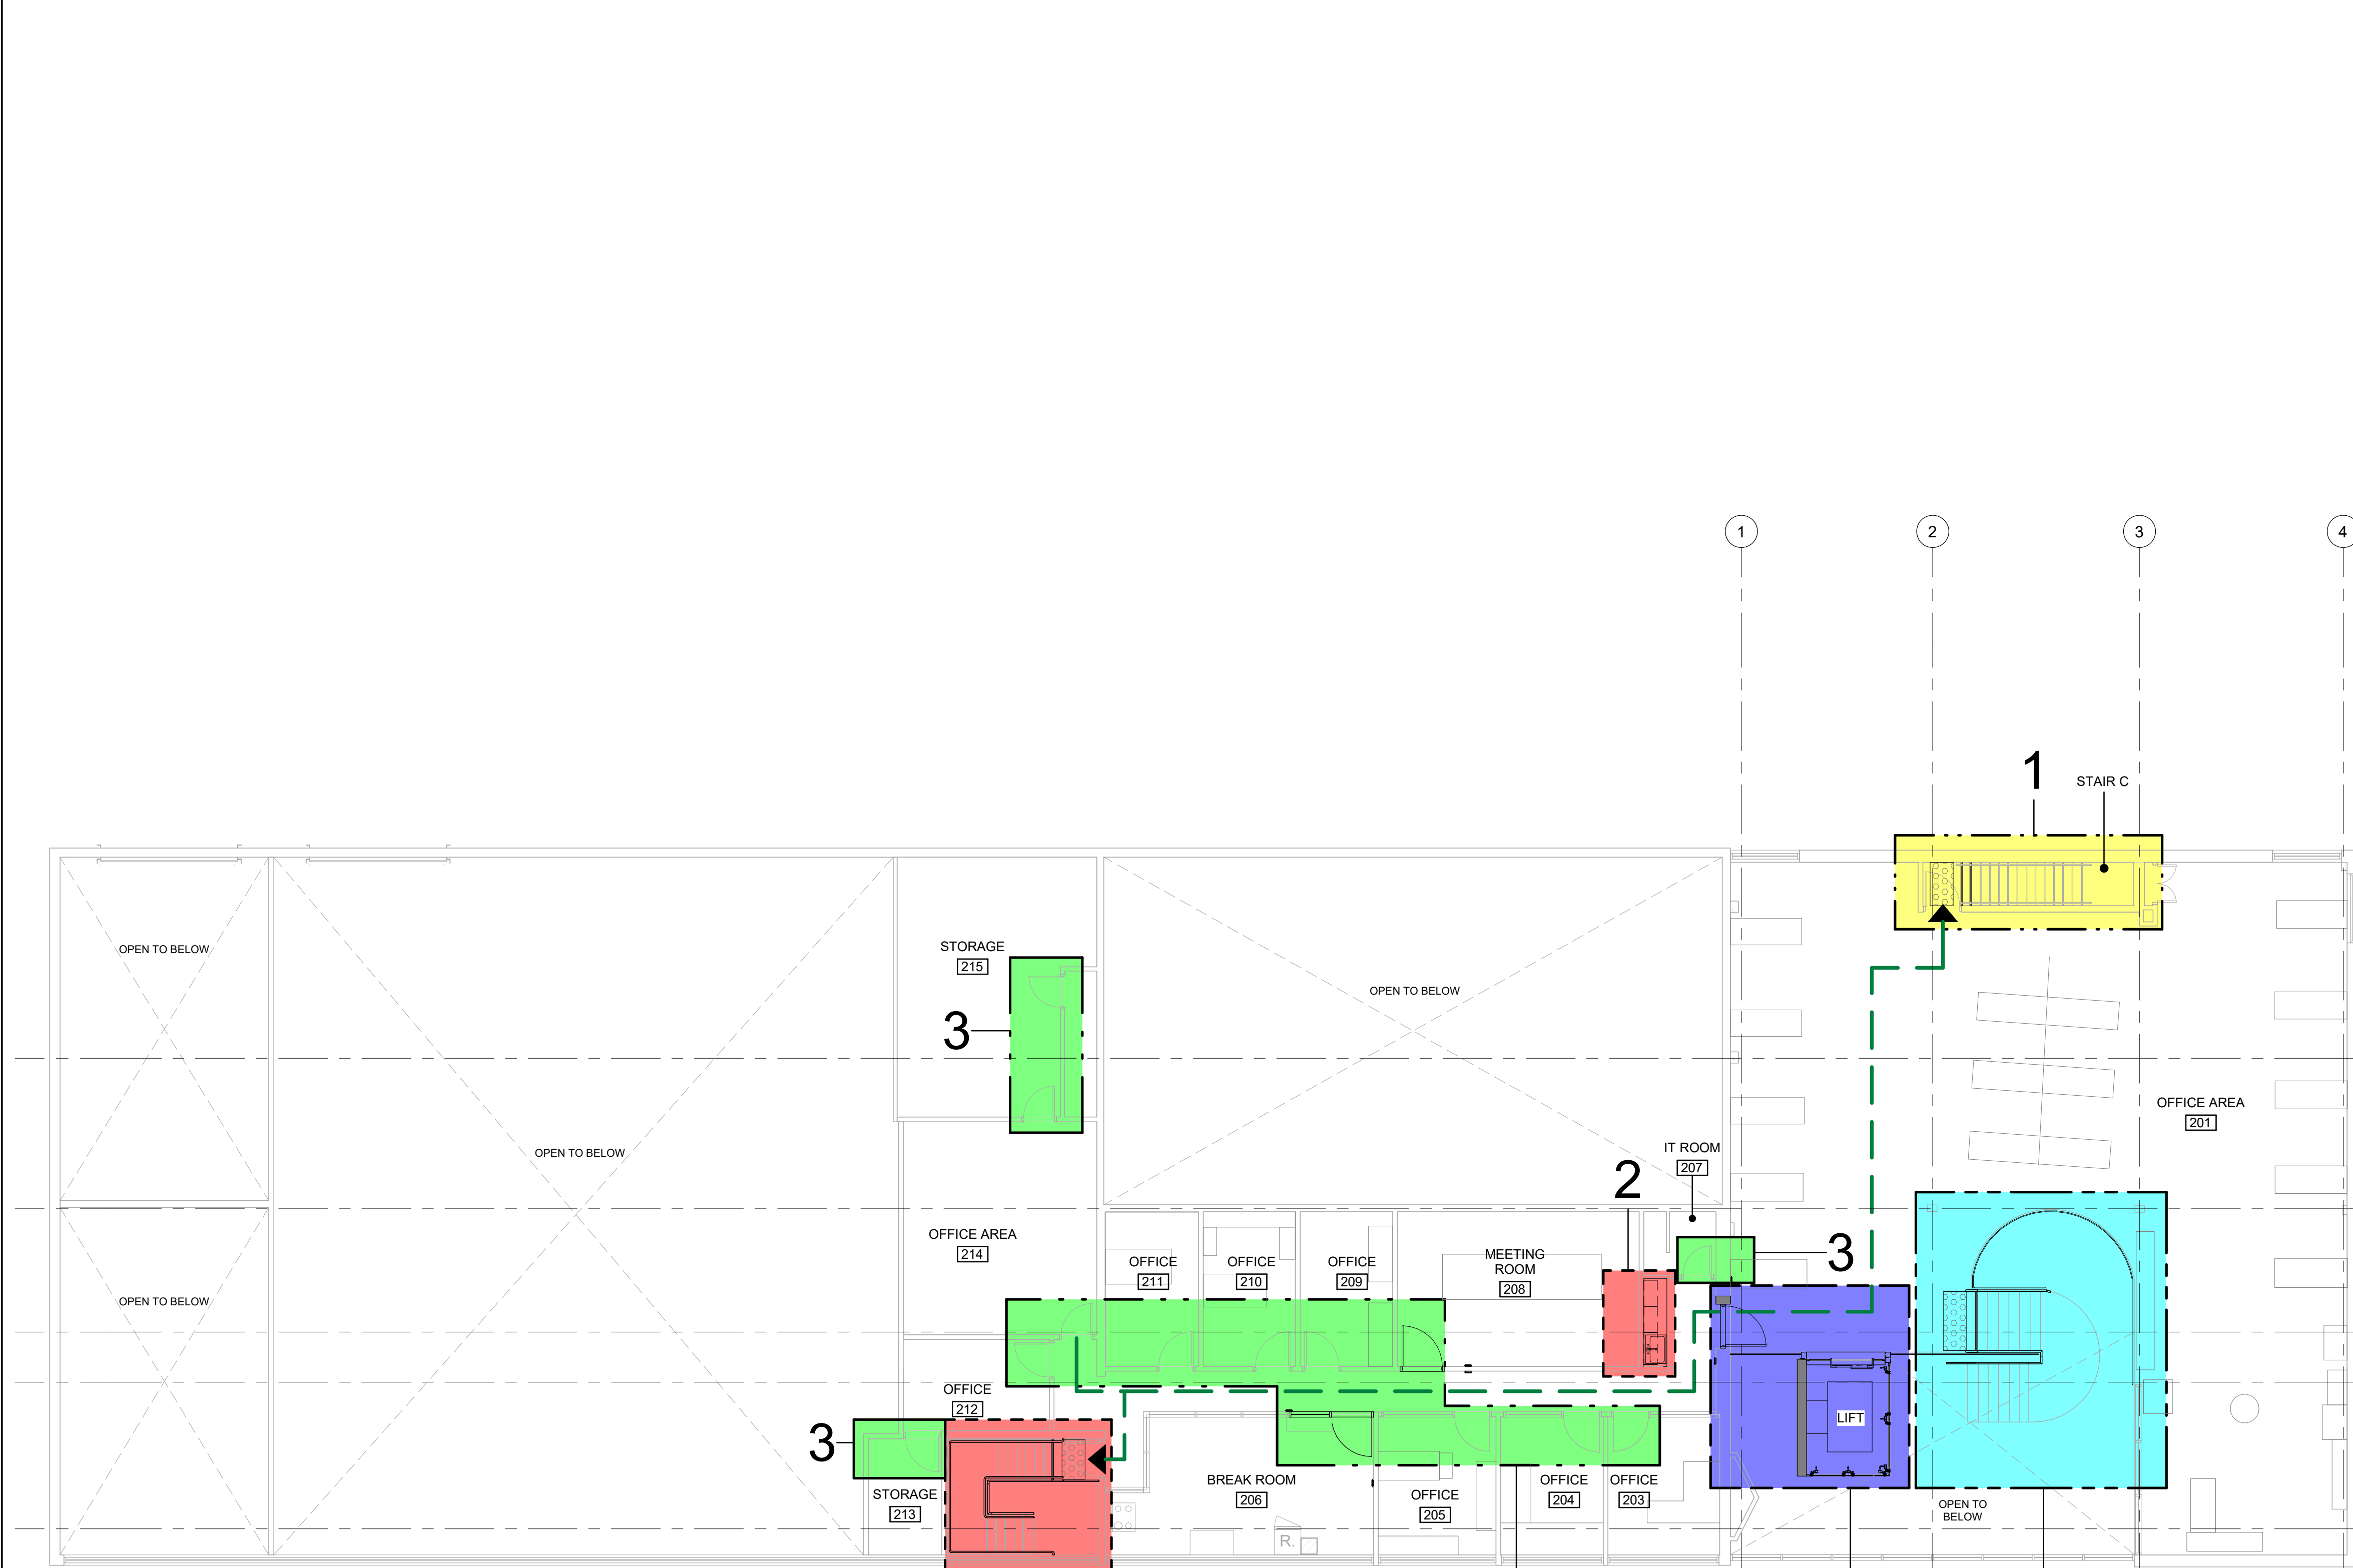 1
2
3
4
1
STAIR C
OPEN TO BELOW
STORAGE
215
3
OPEN TO BELOW
OPEN TO BELOW
OFFICE AREA
201
IT ROOM
207
2
OFFICE AREA
214
OFFICE
211
OFFICE
210
OFFICE
209
MEETING
ROOM
208
3
OPEN TO BELOW
OFFICE
212
LIFT
3
STORAGE
213
BREAK ROOM
206
OFFICE
205
OFFICE
204
OFFICE
203
OPEN TO
BELOW
R.